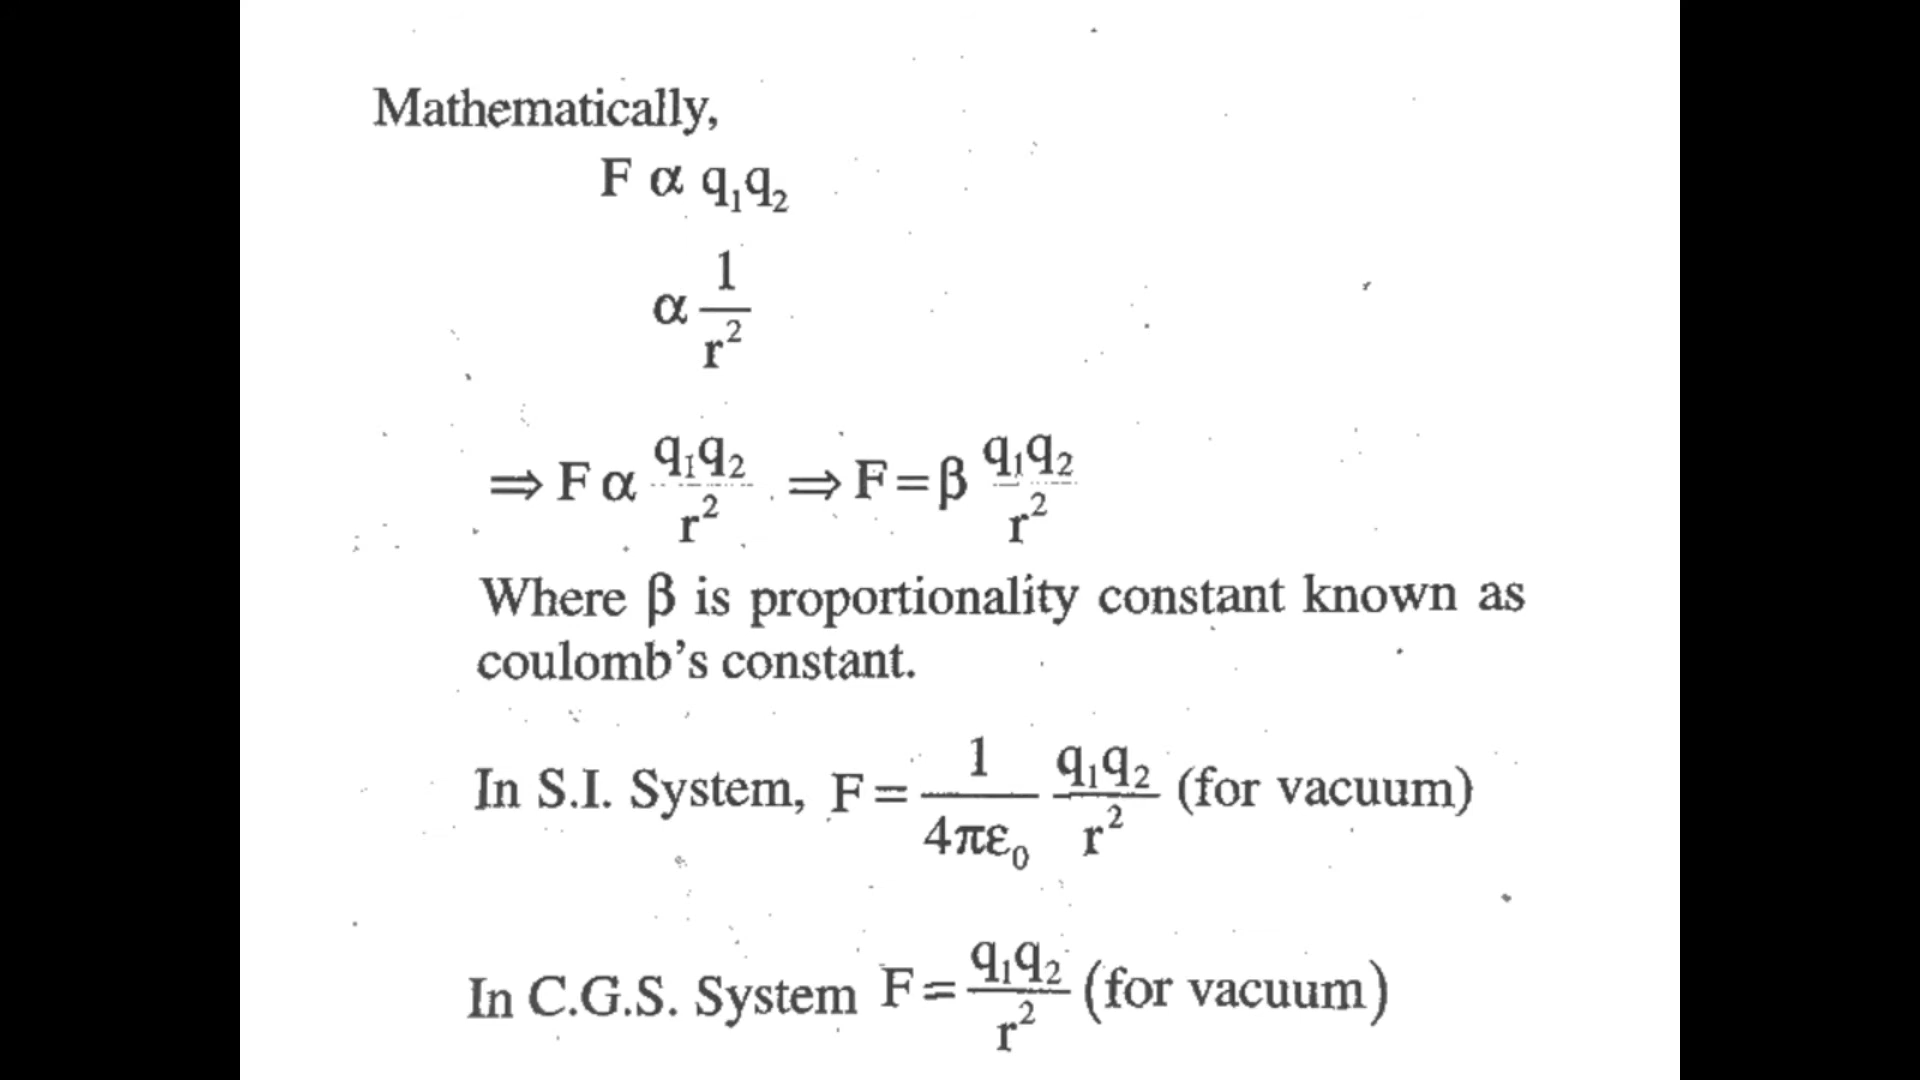 Mathematically,
F α q₁q₂
α 1/r²
⇒ F α q₁q₂/r² ⇒ F = β q₁q₂/r²
Where β is proportionality constant known as
coulomb's constant.
In S.I. System, F = 1/4πε₀ q₁q₂/r² (for vacuum)
In C.G.S. System F = q₁q₂/r² (for vacuum)